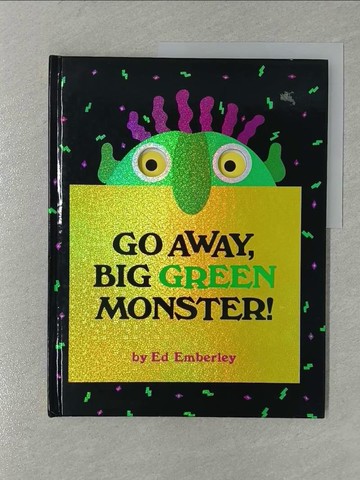 GO AWAY,
BIG GREEN
MONSTER!
by Ed Emberley